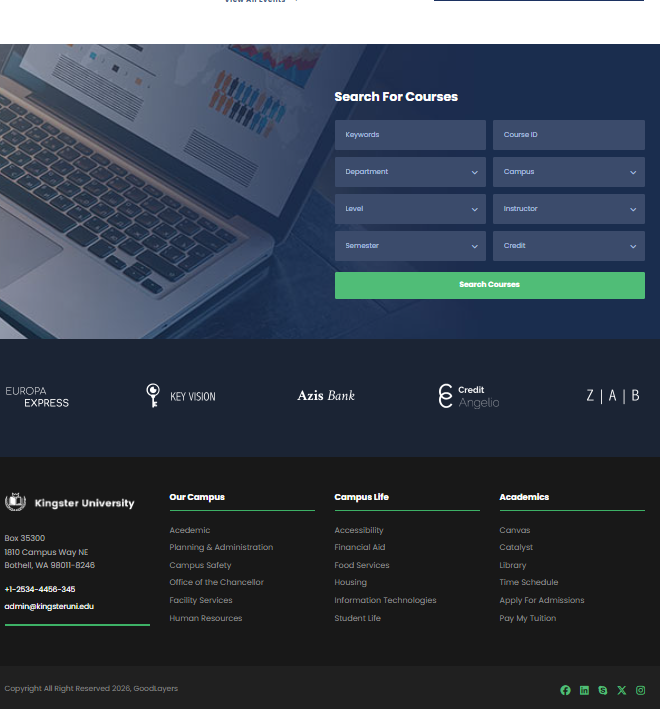 View All Events
Search For Courses
Keywords
Course ID
Department
Campus
Level
Instructor
Semester
Credit
Search Courses
EUROPA
EXPRESS
KEY VISION
Azis Bank
Credit
Angelio
Z | A | B
Kingster University
Box 35300
1810 Campus Way NE
Bothell, WA 98011-8246
+1-2534-4456-345
admin@kingsteruni.edu
Our Campus
Acedemic
Planning & Administration
Campus Safety
Office of the Chancellor
Facility Services
Human Resources
Campus Life
Accessibility
Financial Aid
Food Services
Housing
Information Technologies
Student Life
Academics
Canvas
Catalyst
Library
Time Schedule
Apply For Admissions
Pay My Tuition
Copyright All Right Reserved 2026, GoodLayers